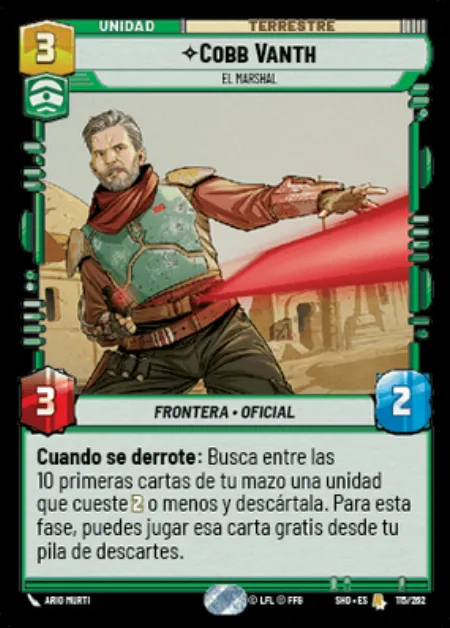 UNIDAD
TERRESTRE
3
✧COBB VANTH
EL MARSHAL
3
FRONTERA • OFICIAL
2
Cuando se derrote: Busca entre las
10 primeras cartas de tu mazo una unidad
que cueste 2 o menos y descártala. Para esta
fase, puedes jugar esa carta gratis desde tu
pila de descartes.
ARIO MURTI
© LFL © FFG
SHD • ES
115/262